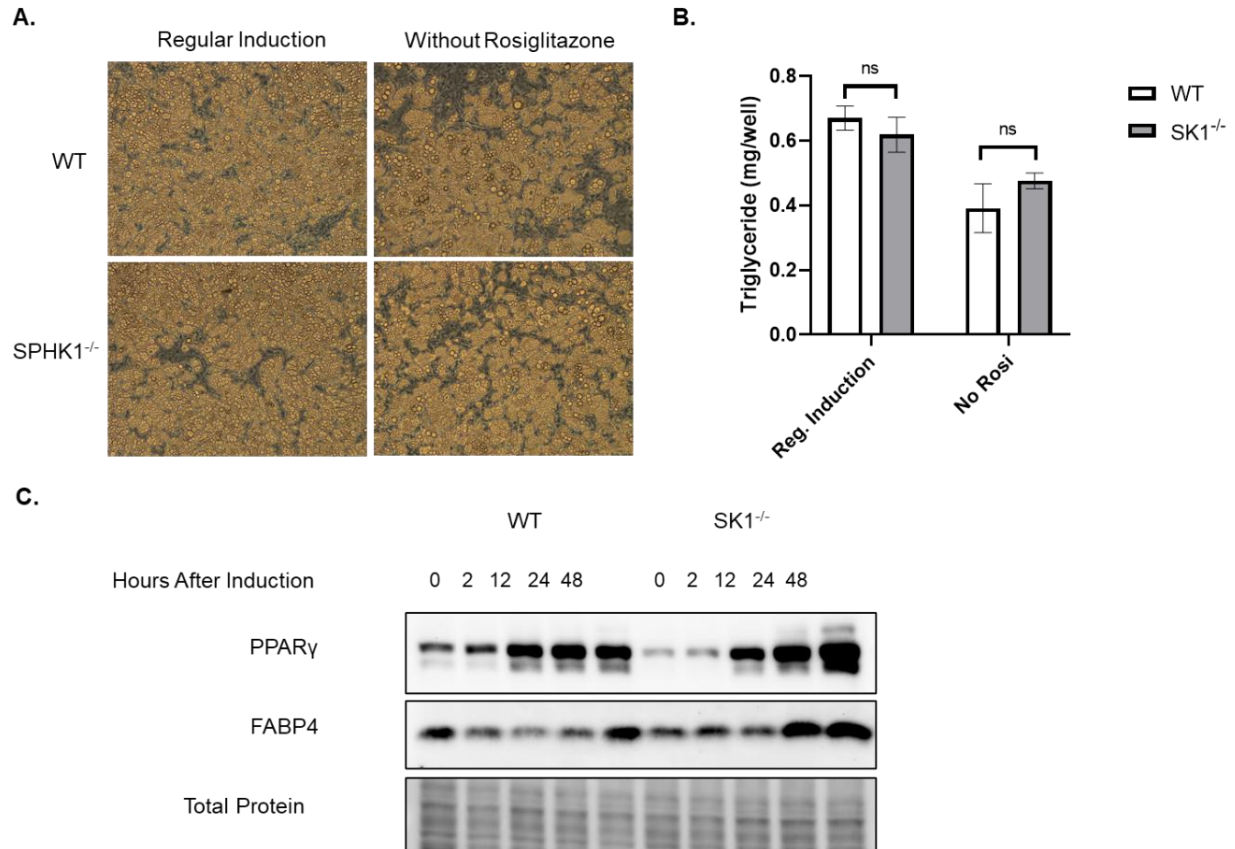 A.
Regular Induction Without Rosiglitazone
WT
SPHK1-/-
B.
Triglyceride (mg/well)
0.8
0.6
0.4
0.2
0.0
ns
ns
Reg. Induction
No Rosi
WT
SK1-/-
C.
WT SK1-/-
Hours After Induction 0 2 12 24 48 0 2 12 24 48
PPARγ
FABP4
Total Protein